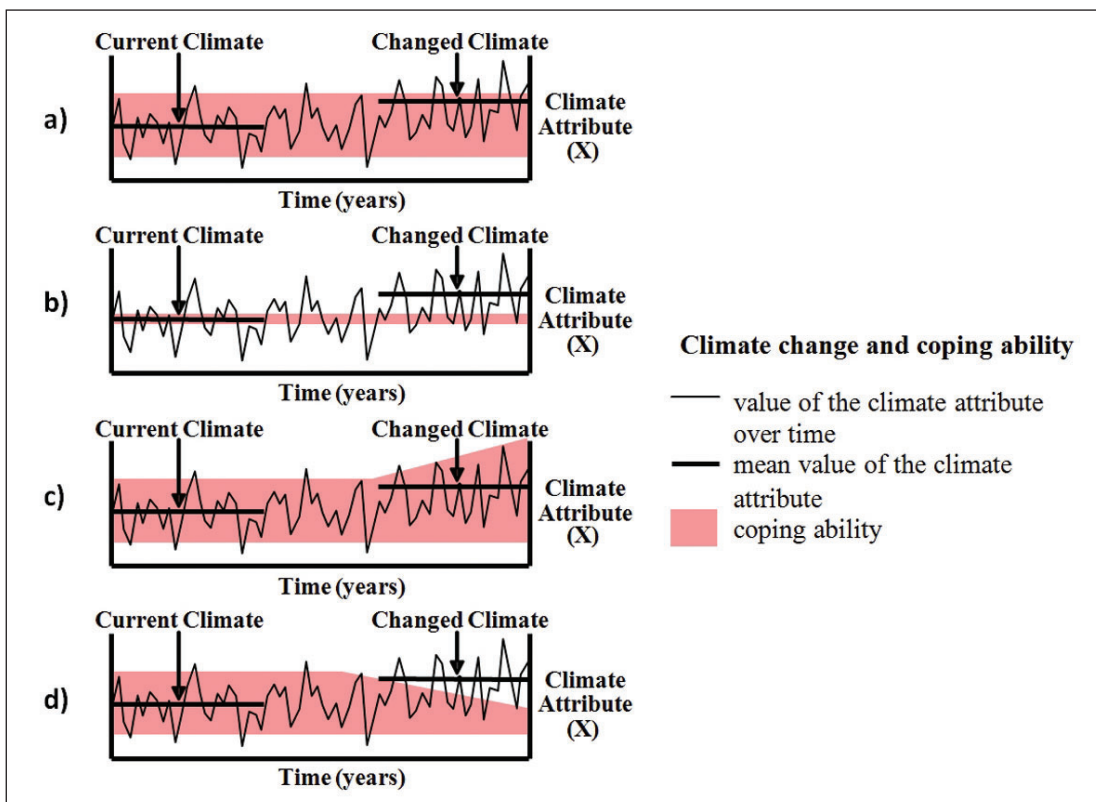 Current Climate
Changed Climate
a)
Climate
Attribute
(X)
Time (years)
Current Climate
Changed Climate
b)
Climate
Attribute
(X)
Time (years)
Current Climate
Changed Climate
c)
Climate
Attribute
(X)
Time (years)
Current Climate
Changed Climate
d)
Climate
Attribute
(X)
Time (years)
Climate change and coping ability
value of the climate attribute
over time
mean value of the climate
attribute
coping ability